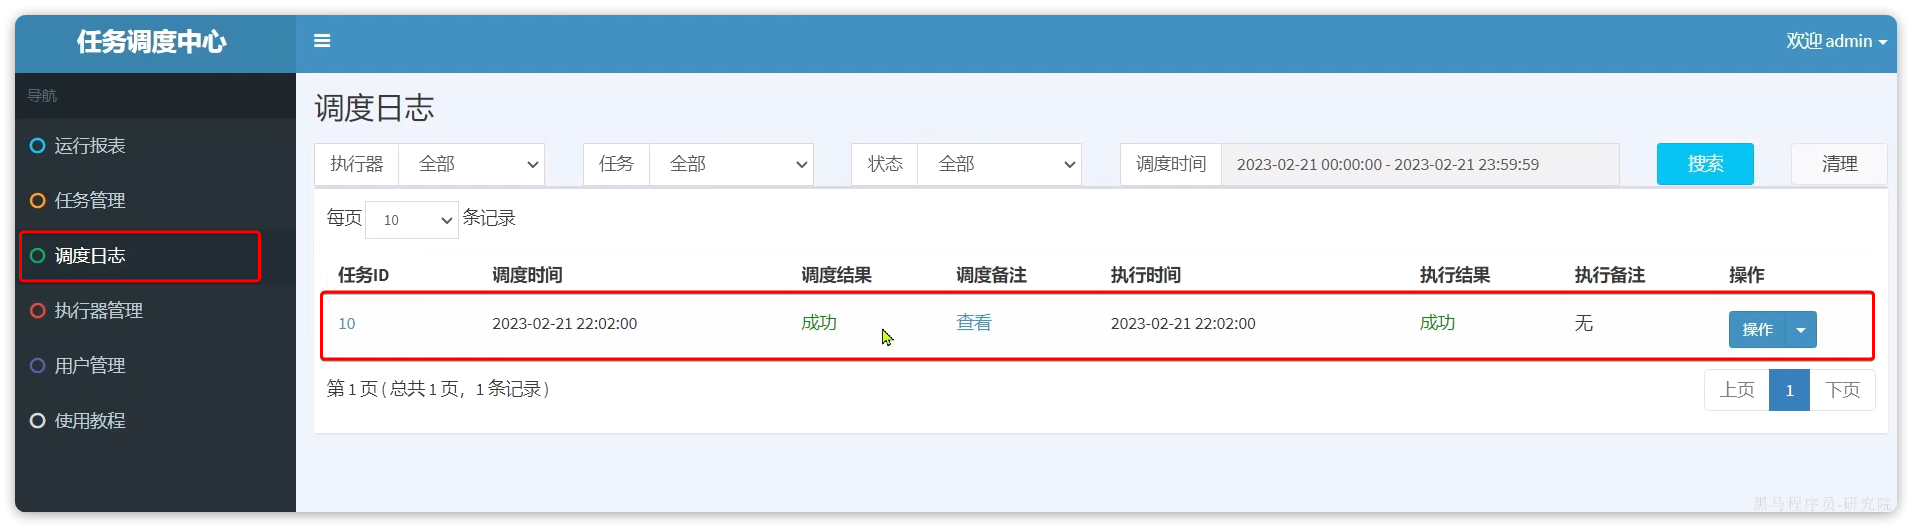 任务调度中心
欢迎 admin
导航
运行报表
任务管理
调度日志
执行器管理
用户管理
使用教程
调度日志
执行器 全部 任务 全部 状态 全部 调度时间 2023-02-21 00:00:00 - 2023-02-21 23:59:59 搜索 清理
每页 10 条记录
任务ID 调度时间 调度结果 调度备注 执行时间 执行结果 执行备注 操作
10 2023-02-21 22:02:00 成功 查看 2023-02-21 22:02:00 成功 无 操作
第 1 页 ( 总共 1 页，1 条记录 )
上页 1 下页
黑马程序员-研究院